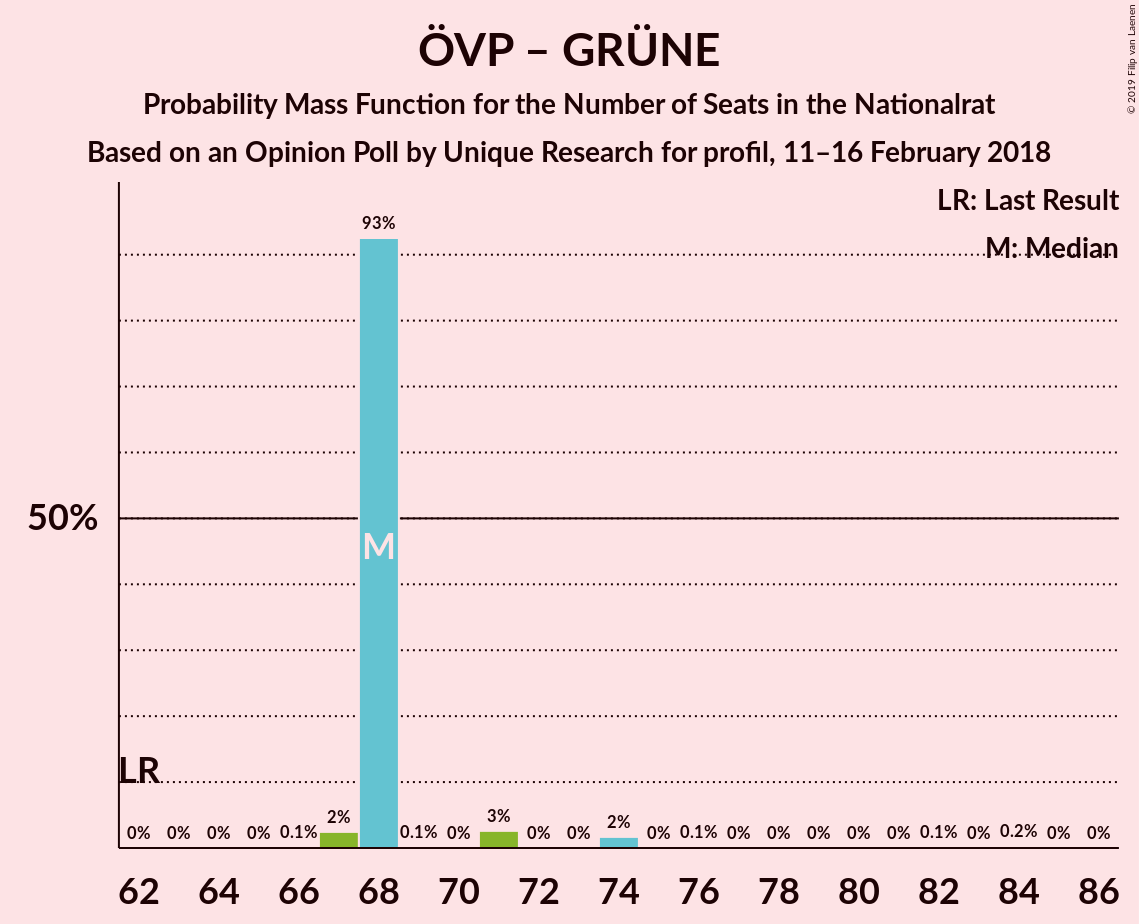 © 2019 Filip van Laenen
ÖVP – GRÜNE
Probability Mass Function for the Number of Seats in the Nationalrat
Based on an Opinion Poll by Unique Research for profil, 11–16 February 2018
LR: Last Result
M: Median
93%
50%
M
LR
0% 0% 0% 0% 0.1% 2% 0.1% 0% 3% 0% 0% 2% 0% 0.1% 0% 0% 0% 0% 0% 0.1% 0% 0.2% 0% 0%
62 64 66 68 70 72 74 76 78 80 82 84 86